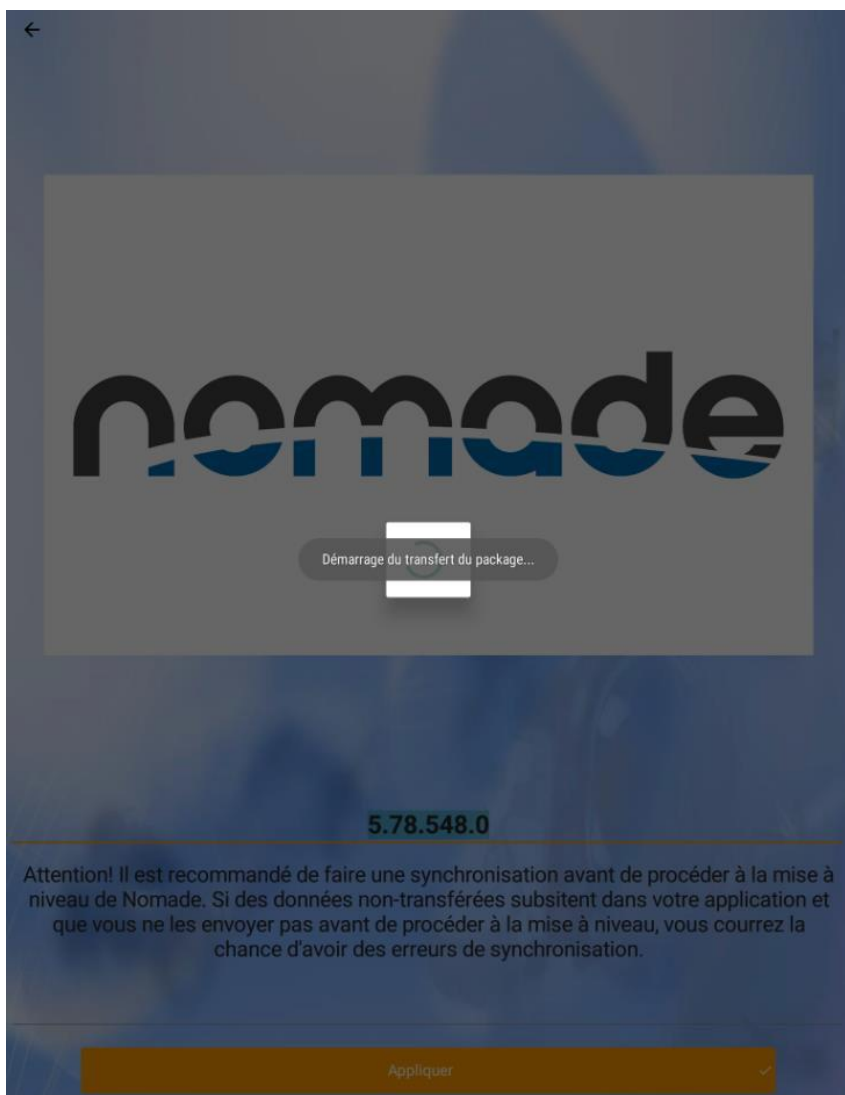 nomade
Démarrage du transfert du package...
5.78.548.0
Attention! Il est recommandé de faire une synchronisation avant de procéder à la mise à
niveau de Nomade. Si des données non-transférées subsitent dans votre application et
que vous ne les envoyer pas avant de procéder à la mise à niveau, vous courrez la
chance d'avoir des erreurs de synchronisation.
Appliquer